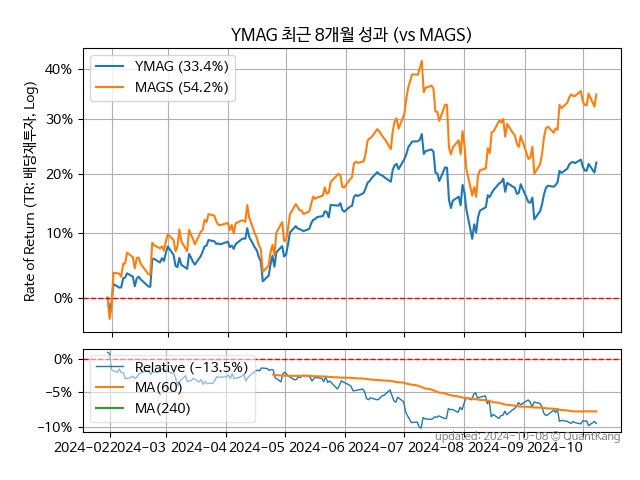 YMAG 최근 8개월 성과 (vs MAGS)
Rate of Return (TR: 배당재투자, Log)
40%
30%
20%
10%
0%
YMAG (33.4%)
MAGS (54.2%)
0%
−5%
−10%
Relative (−13.5%)
MA(60)
MA(240)
2024−02
2024−03
2024−04
2024−05
2024−06
2024−07
2024−08
2024−09
2024−10
updated: 2024−10−08 © QuantKang